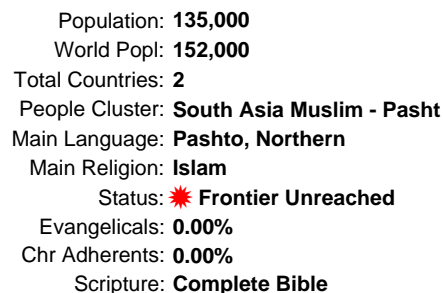 Population: 135,000
World Popl: 152,000
Total Countries: 2
People Cluster: South Asia Muslim - Pasht
Main Language: Pashto, Northern
Main Religion: Islam
Status: Frontier Unreached
Evangelicals: 0.00%
Chr Adherents: 0.00%
Scripture: Complete Bible